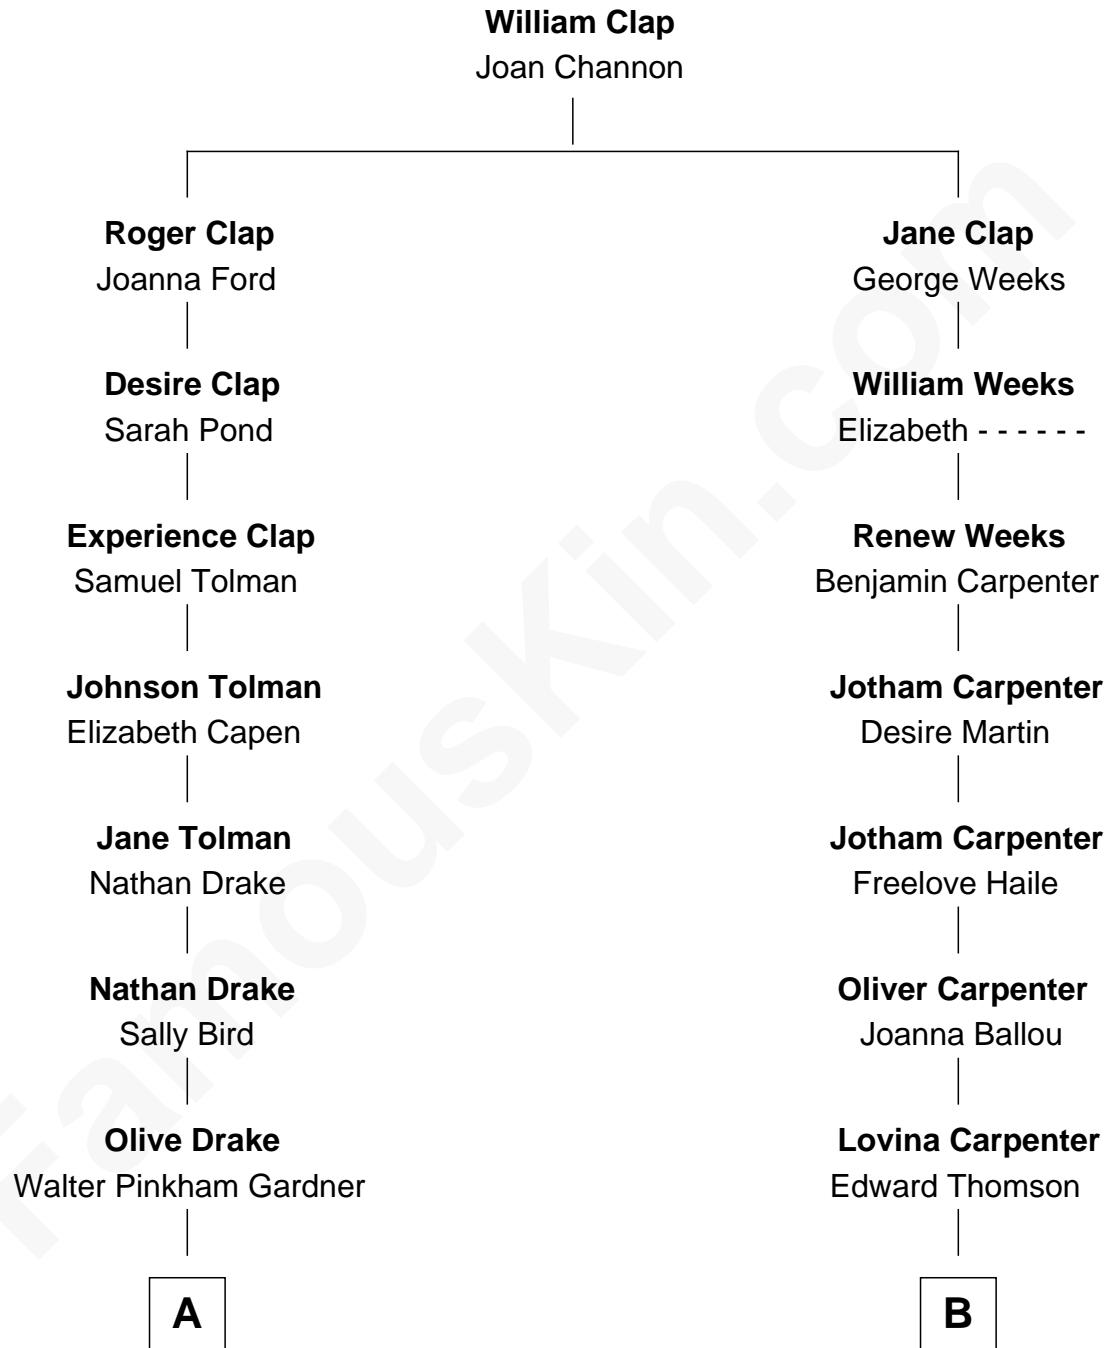 William Clap
Joan Channon
Roger Clap
Joanna Ford
Desire Clap
Sarah Pond
Experience Clap
Samuel Tolman
Johnson Tolman
Elizabeth Capen
Jane Tolman
Nathan Drake
Nathan Drake
Sally Bird
Olive Drake
Walter Pinkham Gardner
A
Jane Clap
George Weeks
William Weeks
Elizabeth - - - - - -
Renew Weeks
Benjamin Carpenter
Jotham Carpenter
Desire Martin
Jotham Carpenter
Freelove Haile
Oliver Carpenter
Joanna Ballou
Lovina Carpenter
Edward Thomson
B
FamousKin.com